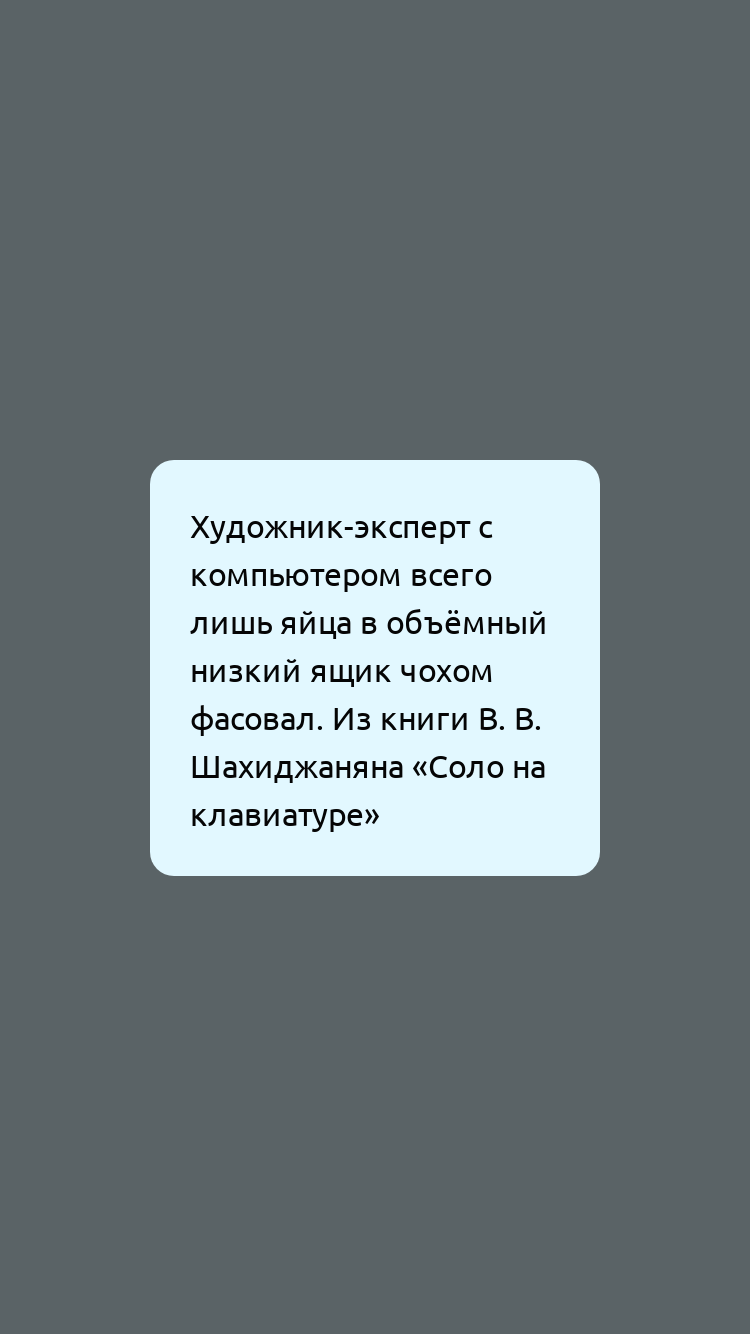 Художник-эксперт с
компьютером всего
лишь яйца в объёмный
низкий ящик чохом
фасовал. Из книги В. В.
Шахиджаняна «Соло на
клавиатуре»